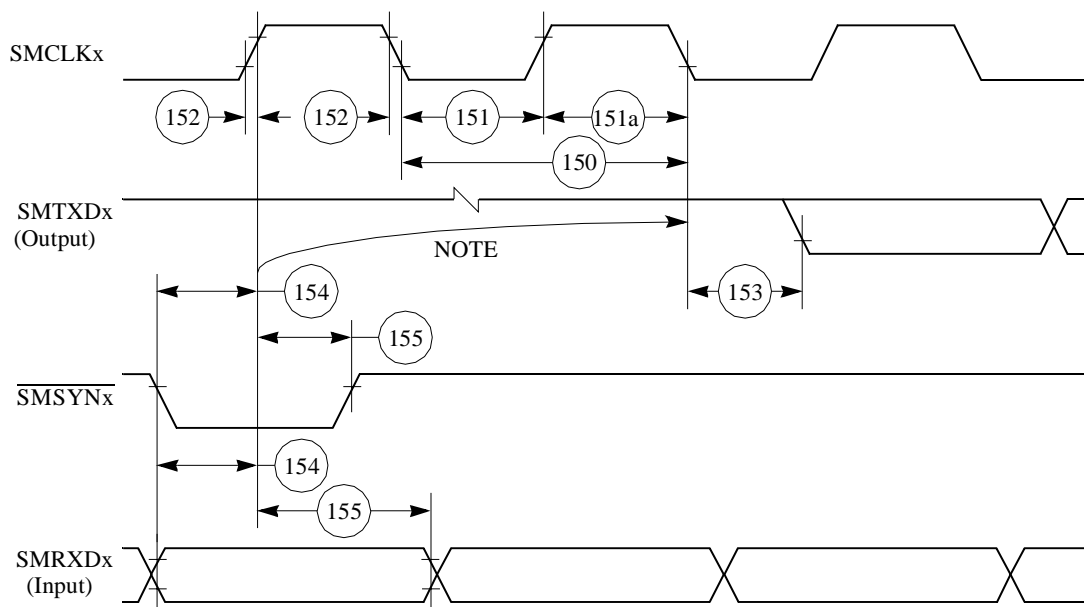 SMCLKx
152
152
151
151a
150
SMTXDx
(Output)
NOTE
154
153
155
SMSYNx
154
155
SMRXDx
(Input)